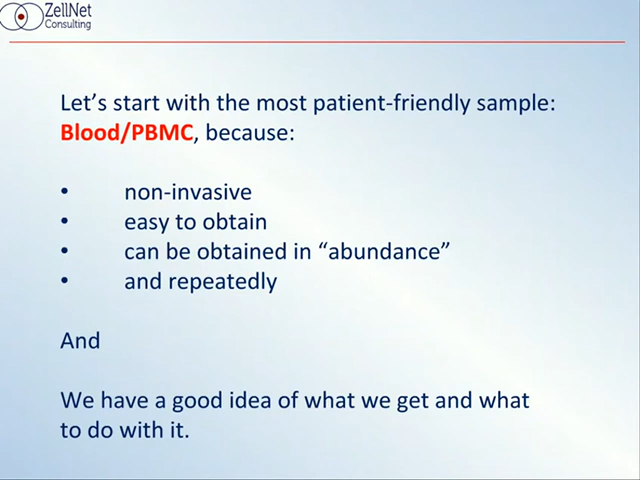 ZellNet
Consulting
Let's start with the most patient-friendly sample:
Blood/PBMC, because:
• non-invasive
• easy to obtain
• can be obtained in “abundance”
• and repeatedly
And
We have a good idea of what we get and what
to do with it.